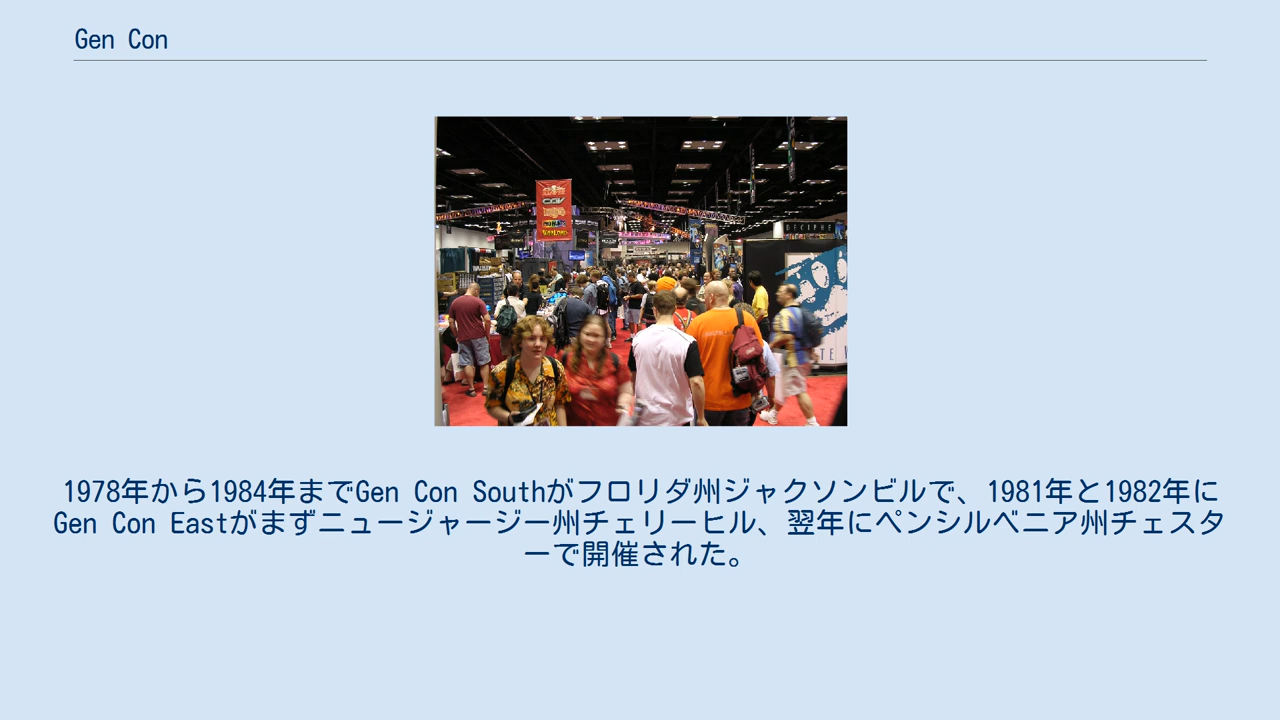 Gen Con
DECIPHE
1978年から1984年までGen Con Southがフロリダ州ジャクソンビルで、1981年と1982年に
Gen Con Eastがまずニュージャージー州チェリーヒル、翌年にペンシルベニア州チェスタ
ーで開催された。